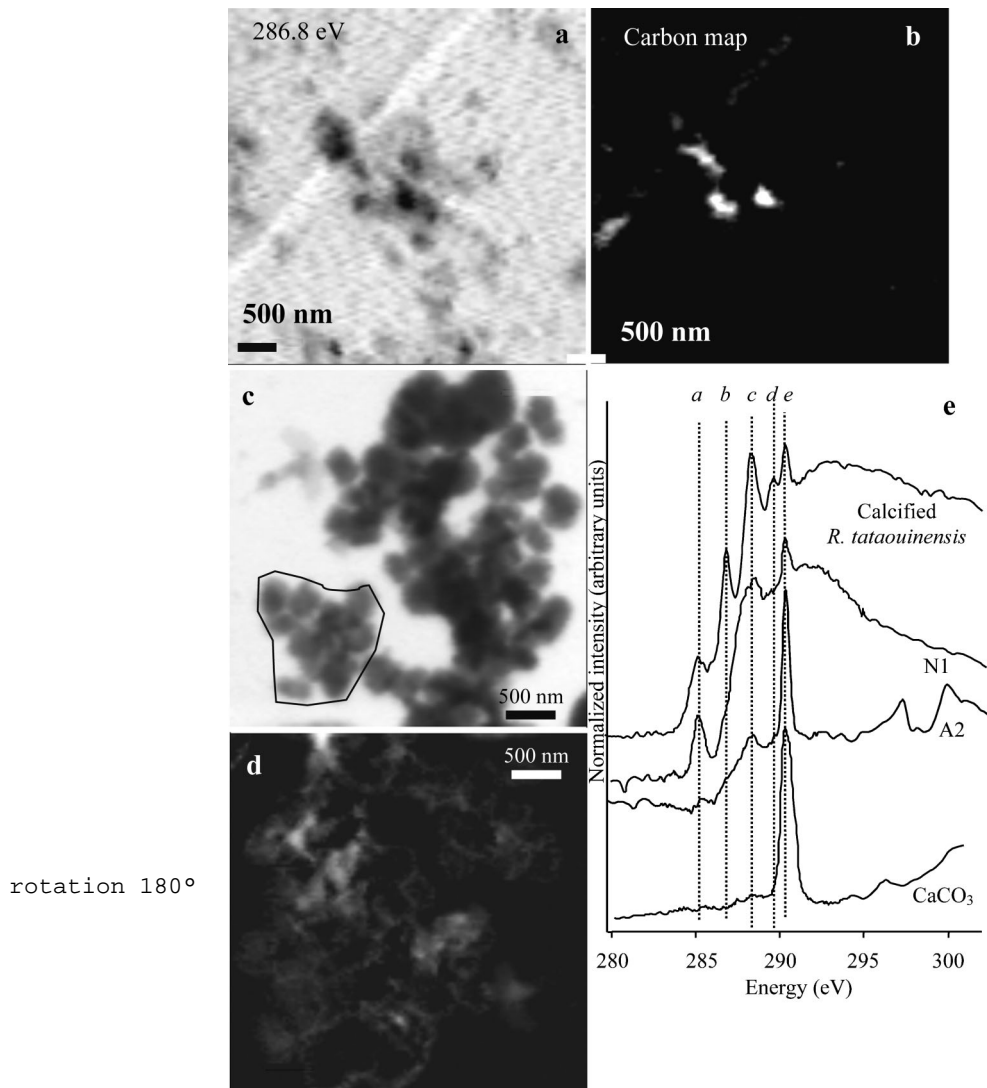 286.8 eV
a
500 nm
Carbon map
b
500 nm
c
500 nm
d
500 nm
rotation 180º
a b c d e
e
Normalized intensity (arbitrary units)
Calcified
R. tataouinensis
N1
A2
CaCO₃
280 285 290 295 300
Energy (eV)